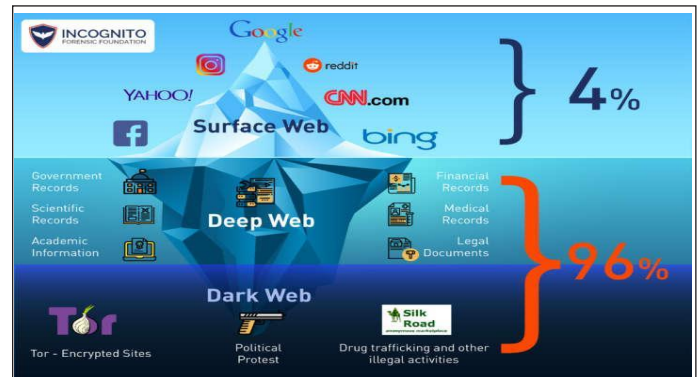 INCOGNITO
FORENSIC FOUNDATION
Google
reddit
YAHOO!
CNN.com
f
Surface Web
bing
4%
Government
Records
Scientific
Records
Academic
Information
Deep Web
Financial
Records
Medical
Records
Legal
Documents
96%
Dark Web
Tor
Tor - Encrypted Sites
Political
Protest
Silk
Road
anonymous marketplace
Drug trafficking and other
illegal activities